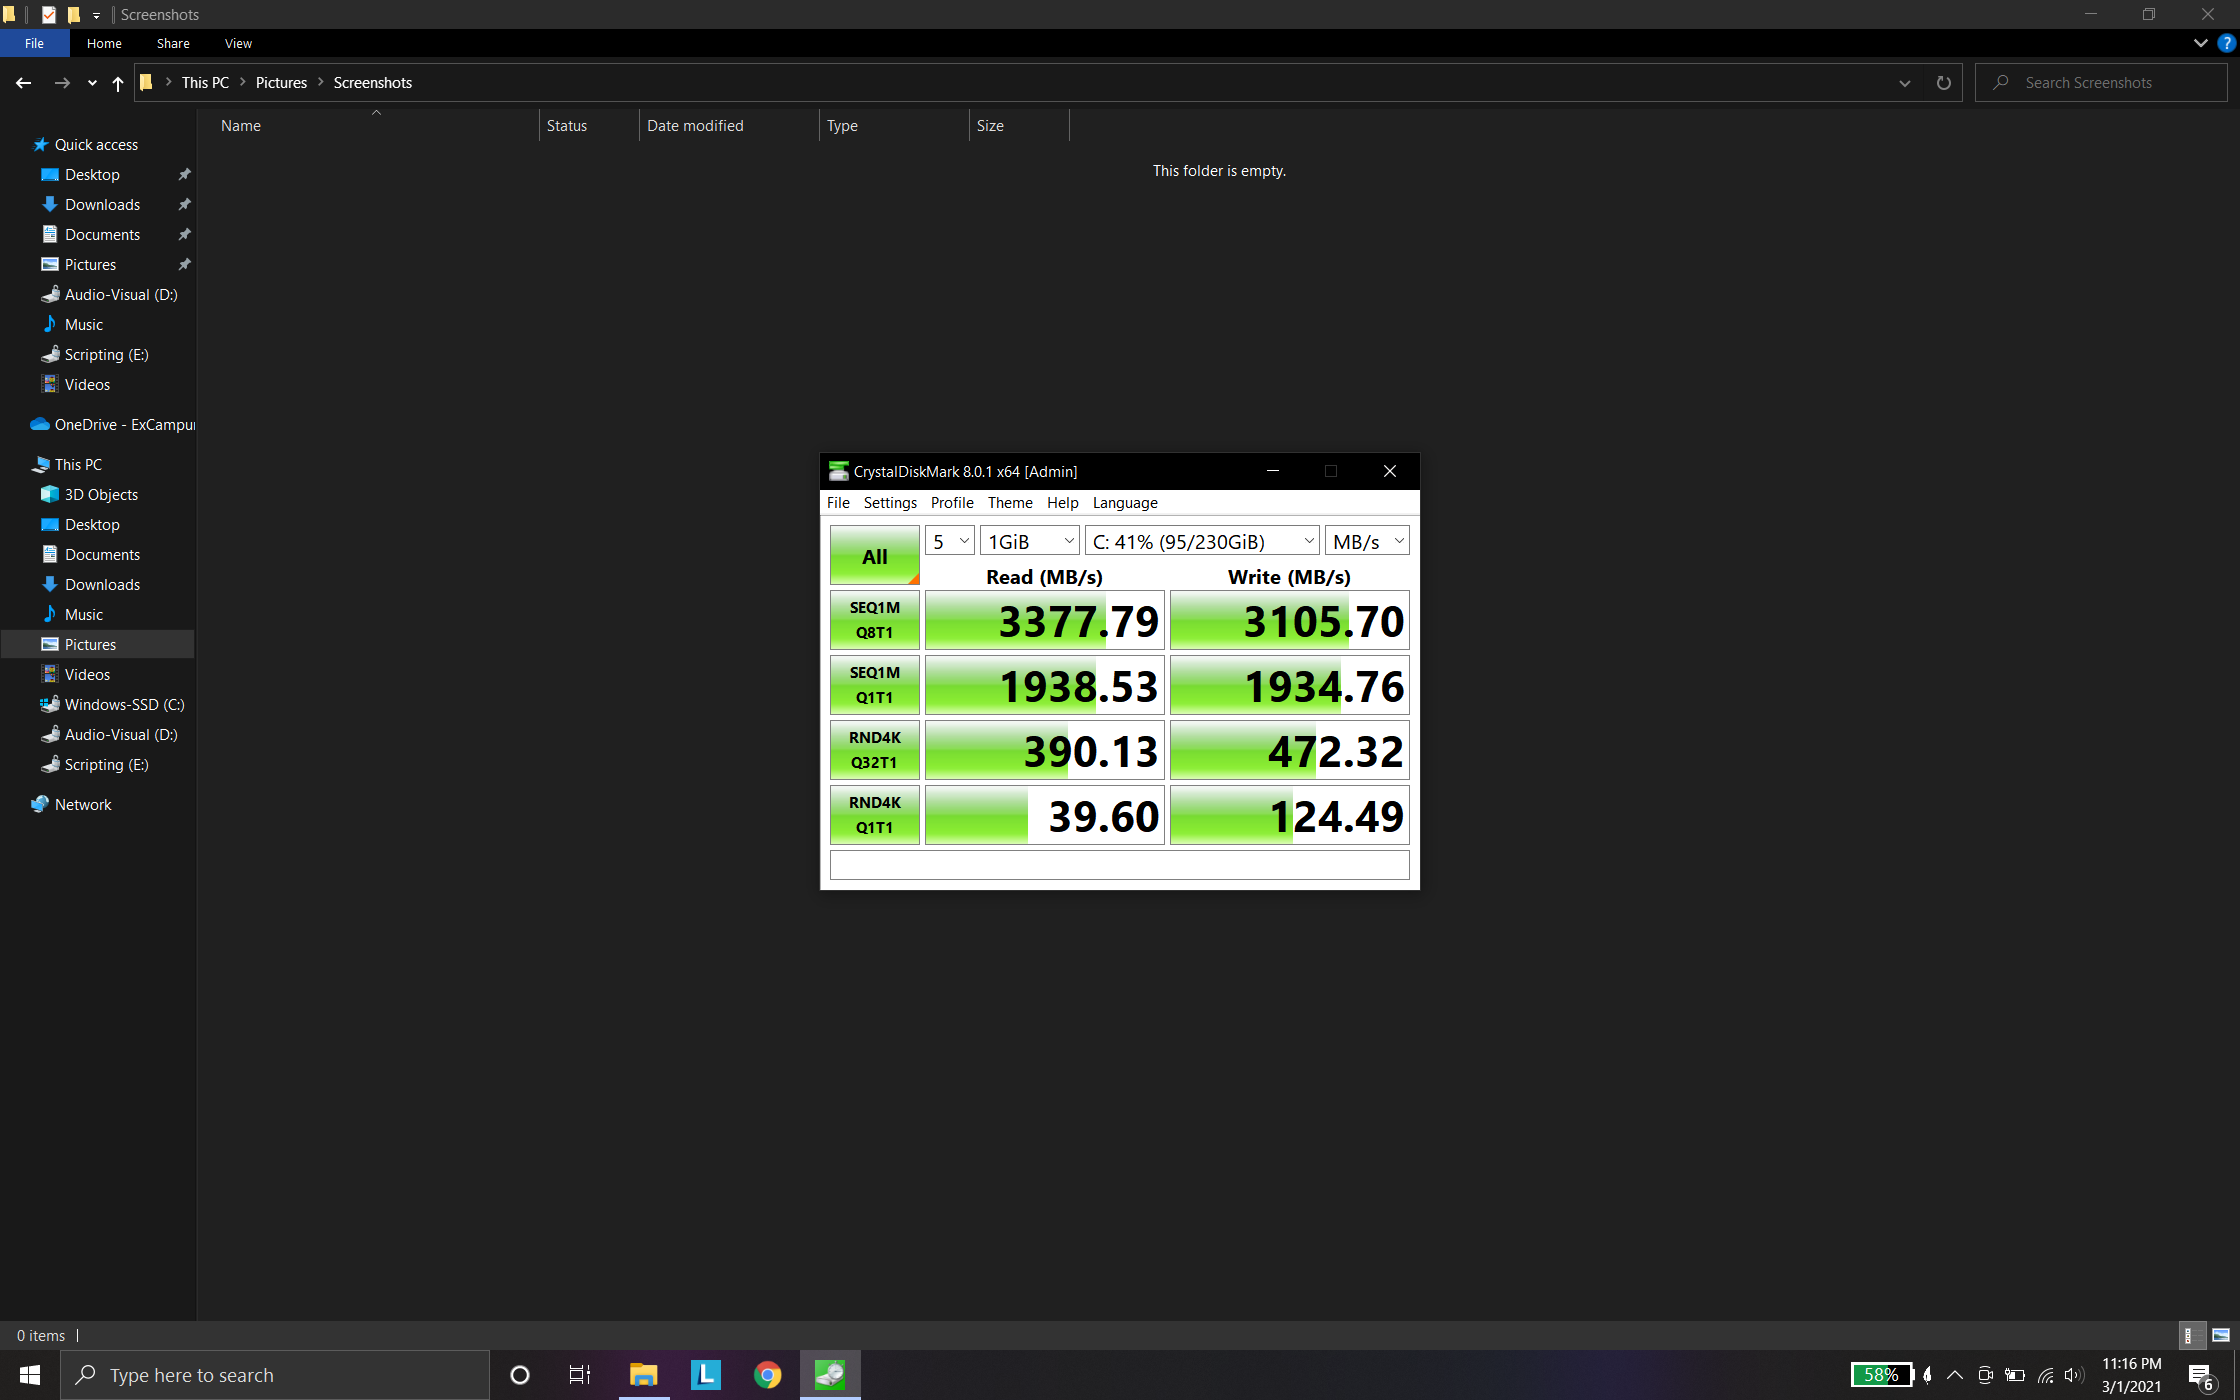 Screenshots
File Home Share View
This PC Pictures Screenshots
Search Screenshots
Name Status Date modified Type Size
This folder is empty.
Quick access
Desktop
Downloads
Documents
Pictures
Audio-Visual (D:)
Music
Scripting (E:)
Videos
OneDrive - ExCampu
This PC
3D Objects
Desktop
Documents
Downloads
Music
Pictures
Videos
Windows-SSD (C:)
Audio-Visual (D:)
Scripting (E:)
Network
CrystalDiskMark 8.0.1 x64 [Admin]
File Settings Profile Theme Help Language
All 5 1GiB C: 41% (95/230GiB) MB/s
Read (MB/s) Write (MB/s)
SEQ1M Q8T1 3377.79 3105.70
SEQ1M Q1T1 1938.53 1934.76
RND4K Q32T1 390.13 472.32
RND4K Q1T1 39.60 124.49
0 items
Type here to search
L
58%
11:16 PM
3/1/2021
6